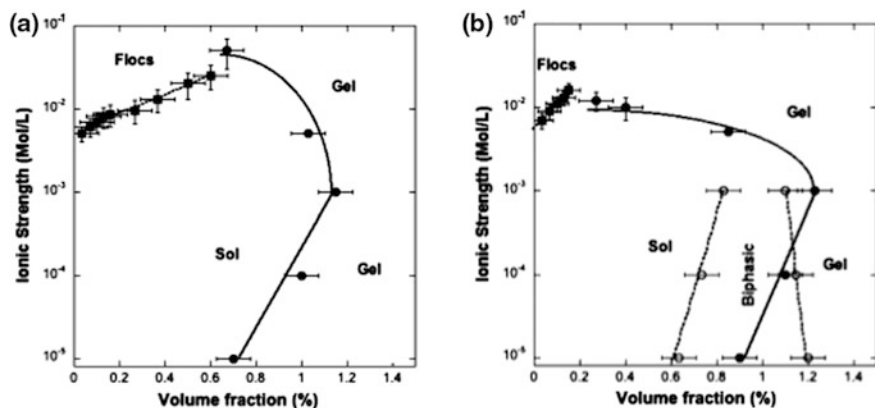 (a)
10⁻¹
10⁻²
10⁻³
10⁻⁴
10⁻⁵
Ionic Strength (Mol/L)
Flocs
Gel
Sol
Gel
0 0.2 0.4 0.6 0.8 1 1.2 1.4
Volume fraction (%)
(b)
10⁻¹
10⁻²
10⁻³
10⁻⁴
10⁻⁵
Ionic Strength (Mol/L)
Flocs
Gel
Sol
Biphasic
Gel
0 0.2 0.4 0.6 0.8 1 1.2 1.4
Volume fraction (%)